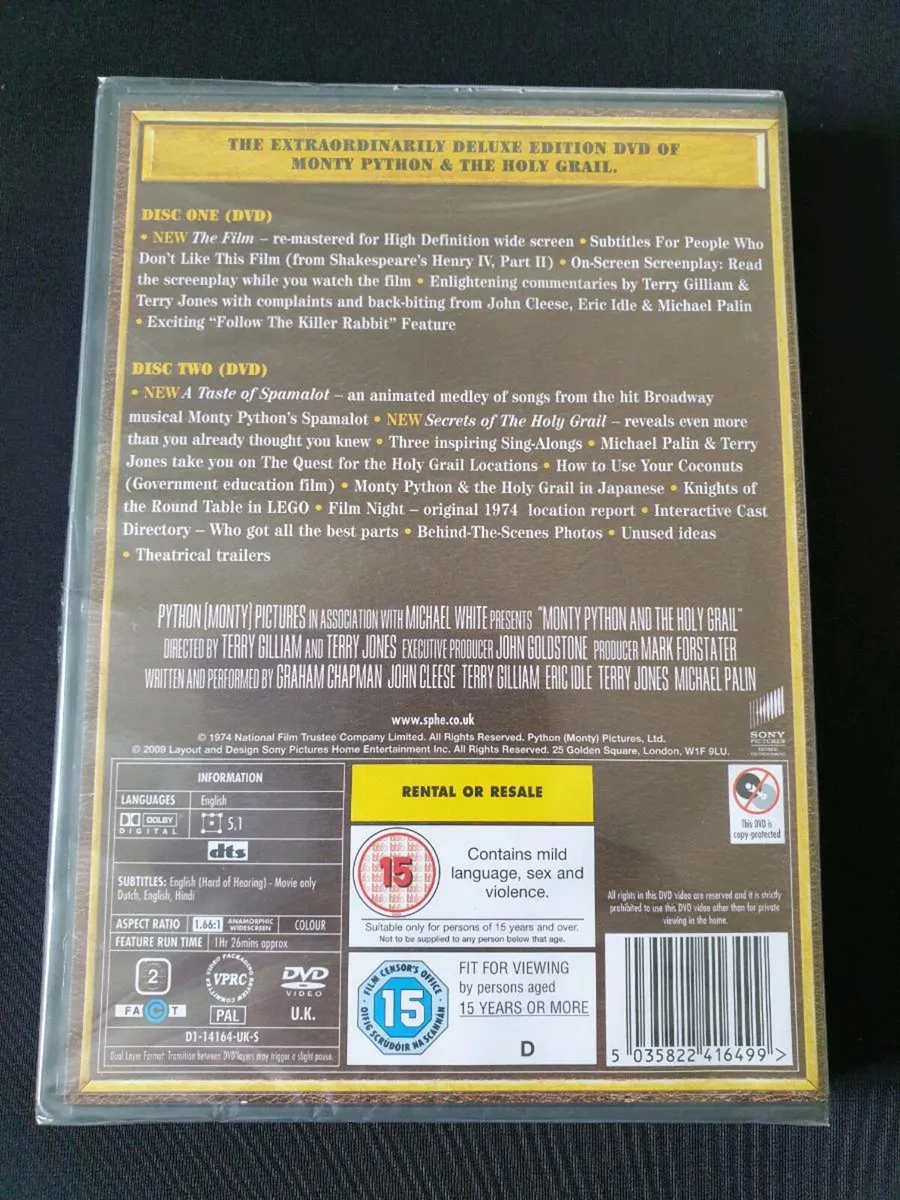 THE EXTRAORDINARILY DELUXE EDITION DVD OF
MONTY PYTHON & THE HOLY GRAIL.
DISC ONE (DVD)
• NEW The Film – re-mastered for High Definition wide screen • Subtitles For People Who
Don't Like This Film (from Shakespeare's Henry IV, Part II) • On-Screen Screenplay: Read
the screenplay while you watch the film • Enlightening commentaries by Terry Gilliam &
Terry Jones with complaints and back-biting from John Cleese, Eric Idle & Michael Palin
• Exciting "Follow The Killer Rabbit" Feature
DISC TWO (DVD)
• NEW A Taste of Spamalot – an animated medley of songs from the hit Broadway
musical Monty Python's Spamalot • NEW Secrets of The Holy Grail – reveals even more
than you already thought you knew • Three inspiring Sing-Alongs • Michael Palin & Terry
Jones take you on The Quest for the Holy Grail Locations • How to Use Your Coconuts
(Government education film) • Monty Python & the Holy Grail in Japanese • Knights of
the Round Table in LEGO • Film Night – original 1974 location report • Interactive Cast
Directory – Who got all the best parts • Behind-The-Scenes Photos • Unused ideas
• Theatrical trailers
PYTHON (MONTY) PICTURES IN ASSOCIATION WITH MICHAEL WHITE PRESENTS "MONTY PYTHON AND THE HOLY GRAIL"
DIRECTED BY TERRY GILLIAM AND TERRY JONES EXECUTIVE PRODUCER JOHN GOLDSTONE PRODUCER MARK FORSTATER
WRITTEN AND PERFORMED BY GRAHAM CHAPMAN JOHN CLEESE TERRY GILLIAM ERIC IDLE TERRY JONES MICHAEL PALIN
www.sphe.co.uk
SONY
PICTURES
HOME
© 1974 National Film Trustee Company Limited. All Rights Reserved. Python (Monty) Pictures, Ltd.
© 2009 Layout and Design Sony Pictures Home Entertainment Inc. All Rights Reserved. 25 Golden Square, London, W1F 9LU.
INFORMATION
LANGUAGES English
DOLBY
DIGITAL
5.1
dts
SUBTITLES: English (Hard of Hearing) - Movie only
Dutch, English, Hindi
ASPECT RATIO 1.66:1 ANAMORPHIC WIDESCREEN COLOUR
FEATURE RUN TIME 1Hr 26mins approx
2
FACT
VIDEO PACKAGING REVIEW COMMITTEE
VPRC
PAL
DVD
VIDEO
U.K.
D1-14164-UK-S
Dual Layer Format: Transition between DVD layers may trigger a slight pause.
RENTAL OR RESALE
15
Contains mild
language, sex and
violence.
Suitable only for persons of 15 years and over.
Not to be supplied to any person below that age.
FILM CENSOR'S OFFICE
15
OIFIG SCRÚDÓIR NA SCANNÁN
FIT FOR VIEWING
by persons aged
15 YEARS OR MORE
D
This DVD is
copy-protected
All rights in this DVD video are reserved and it is strictly
prohibited to use this DVD video other than for private
viewing in the home.
5 035822 416499 >